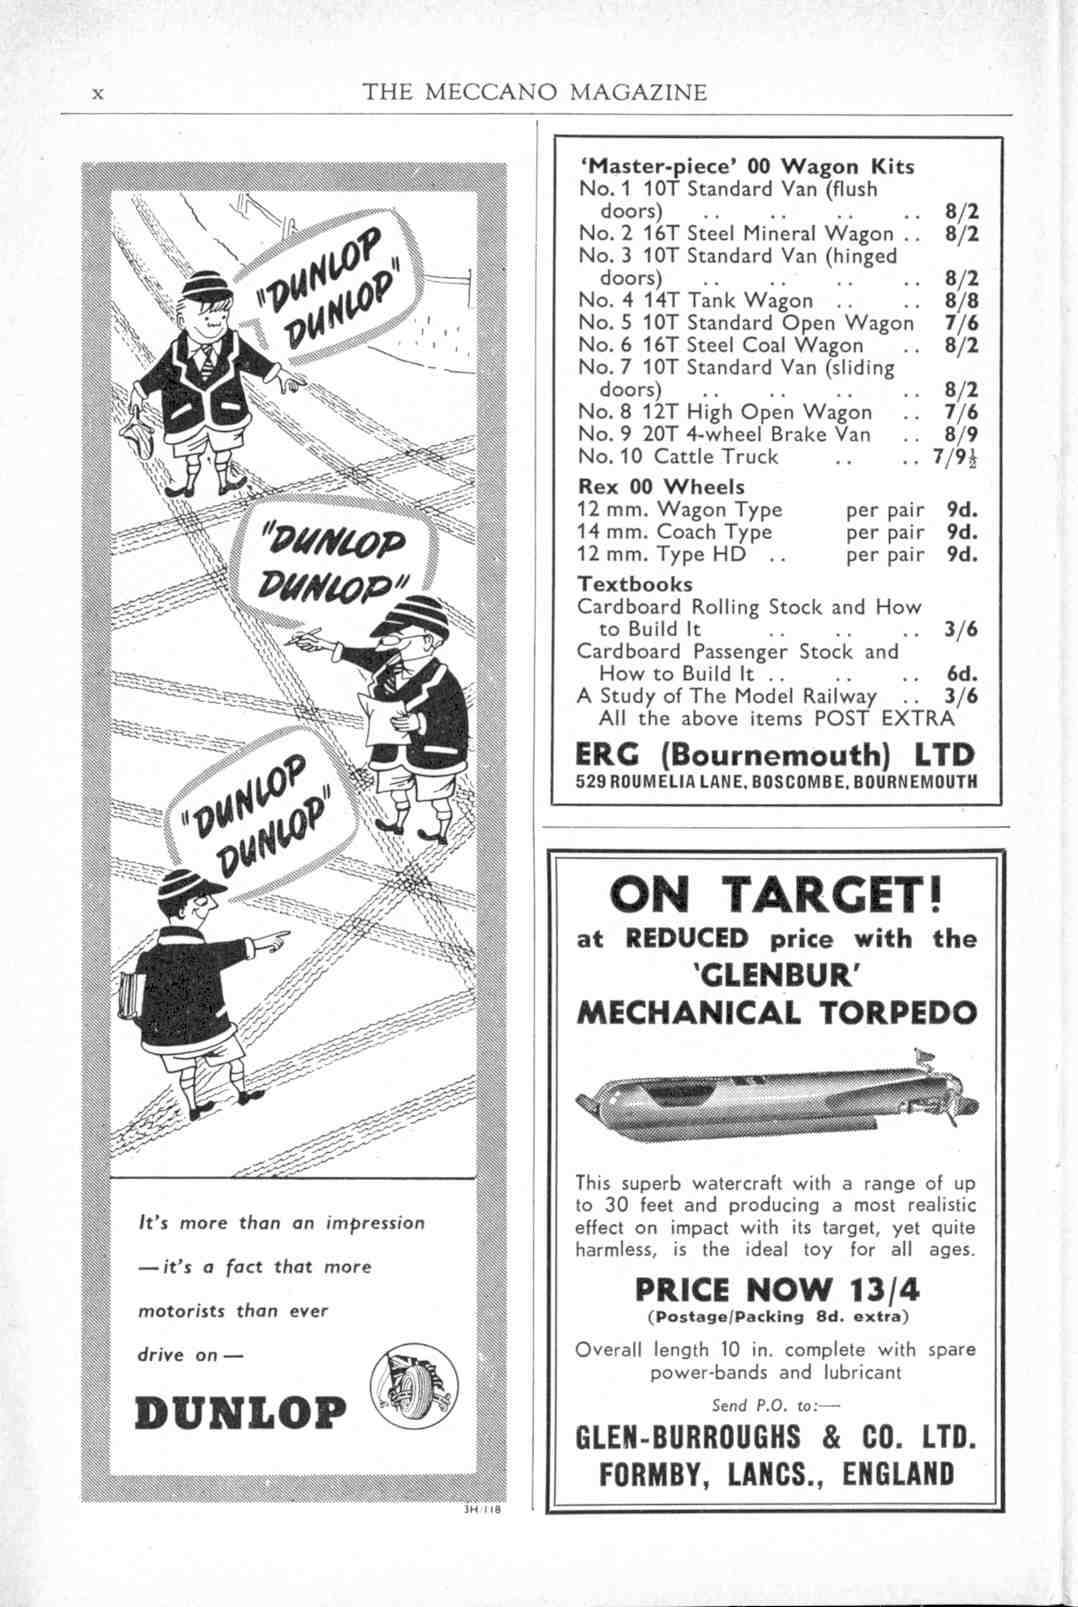 x
THE MECCANO MAGAZINE
"DUNLOP
DUNLOP"
"DUNLOP
DUNLOP"
"DUNLOP
DUNLOP"
It's more than an impression
—it's a fact that more
motorists than ever
drive on—
DUNLOP
3H/118
'Master-piece' 00 Wagon Kits
No. 1 10T Standard Van (flush
doors) .. .. .. .. 8/2
No. 2 16T Steel Mineral Wagon .. 8/2
No. 3 10T Standard Van (hinged
doors) .. .. .. .. 8/2
No. 4 14T Tank Wagon .. .. 8/8
No. 5 10T Standard Open Wagon 7/6
No. 6 16T Steel Coal Wagon .. 8/2
No. 7 10T Standard Van (sliding
doors) .. .. .. .. 8/2
No. 8 12T High Open Wagon .. 7/6
No. 9 20T 4-wheel Brake Van .. 8/9
No. 10 Cattle Truck .. .. 7/9½
Rex 00 Wheels
12 mm. Wagon Type per pair 9d.
14 mm. Coach Type per pair 9d.
12 mm. Type HD .. per pair 9d.
Textbooks
Cardboard Rolling Stock and How
to Build It .. .. .. 3/6
Cardboard Passenger Stock and
How to Build It .. .. .. 6d.
A Study of The Model Railway .. 3/6
All the above items POST EXTRA
ERG (Bournemouth) LTD
529 ROUMELIA LANE, BOSCOMBE, BOURNEMOUTH
ON TARGET!
at REDUCED price with the
'GLENBUR'
MECHANICAL TORPEDO
This superb watercraft with a range of up
to 30 feet and producing a most realistic
effect on impact with its target, yet quite
harmless, is the ideal toy for all ages.
PRICE NOW 13/4
(Postage/Packing 8d. extra)
Overall length 10 in. complete with spare
power-bands and lubricant
Send P.O. to:—
GLEN-BURROUGHS & CO. LTD.
FORMBY, LANCS., ENGLAND